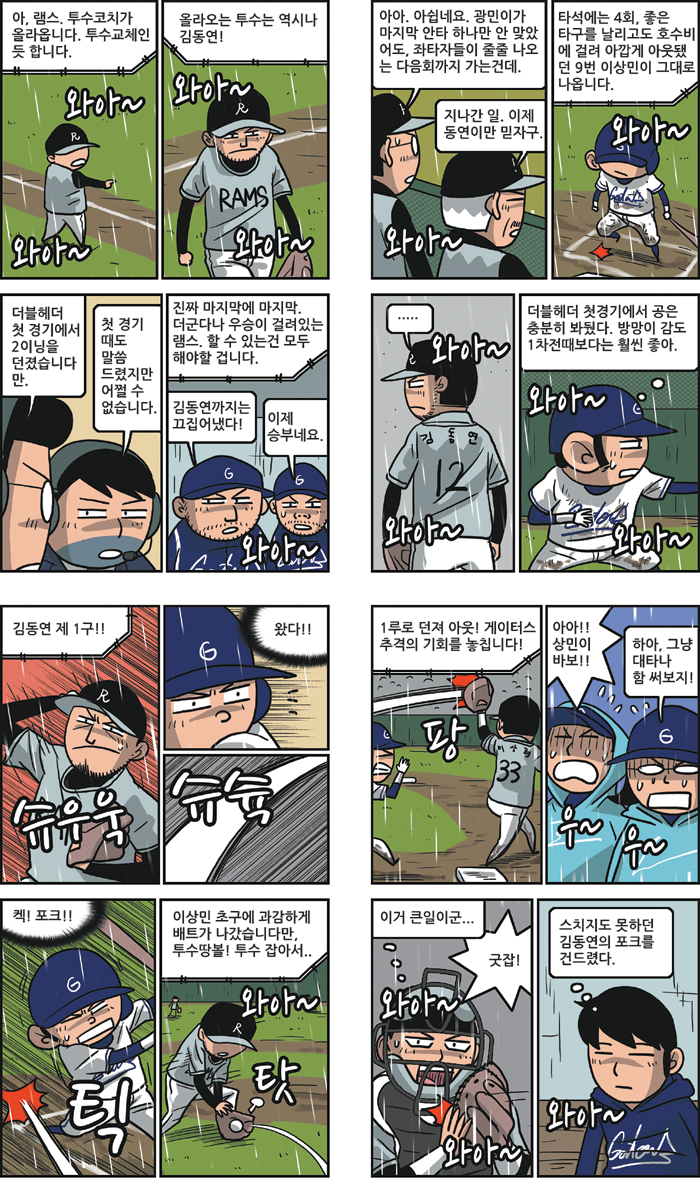 아, 램스. 투수코치가
올라옵니다. 투수교체인
듯 합니다.
와아~
R
와아~
올라오는 투수는 역시나
김동연!
와아~
R
RAMS
와아~
아아. 아쉽네요. 광민이가
마지막 안타 하나만 안 맞았
어도, 좌타자들이 줄줄 나오
는 다음회까지 가는건데.
지나간 일. 이제
동연이만 믿자구.
와아~
타석에는 4회, 좋은
타구를 날리고도 호수비
에 걸려 아깝게 아웃됐
던 9번 이상민이 그대로
나옵니다.
와아~
G
와아~
더블헤더
첫 경기에서
2이닝을
던졌습니다
만.
첫 경기
때도
말씀
드렸지만
어쩔 수
없습니다.
진짜 마지막에 마지막.
더군다나 우승이 걸려있는
램스. 할 수 있는건 모두
해야할 겁니다.
김동연까지는
끄집어냈다!
이제
승부네요.
G
G
와아~
.....
와아~
김동연
12
와아~
더블헤더 첫경기에서 공은
충분히 봐뒀다. 방망이 감도
1차전때보다는 훨씬 좋아.
와아~
G
와아~
김동연 제 1구!!
R
슈우욱
왔다!!
G
슈슉
1루로 던져 아웃! 게이터스
추격의 기회를 놓칩니다!
팡
33
아아!!
상민이
바보!!
하아, 그냥
대타나
함 써보지!
G
우~
우~
켁! 포크!!
G
틱
이상민 초구에 과감하게
배트가 나갔습니다만,
투수땅볼! 투수 잡아서..
와아~
R
탓
이거 큰일이군...
굿잡!
와아~
와아~
스치지도 못하던
김동연의 포크를
건드렸다.
와아~